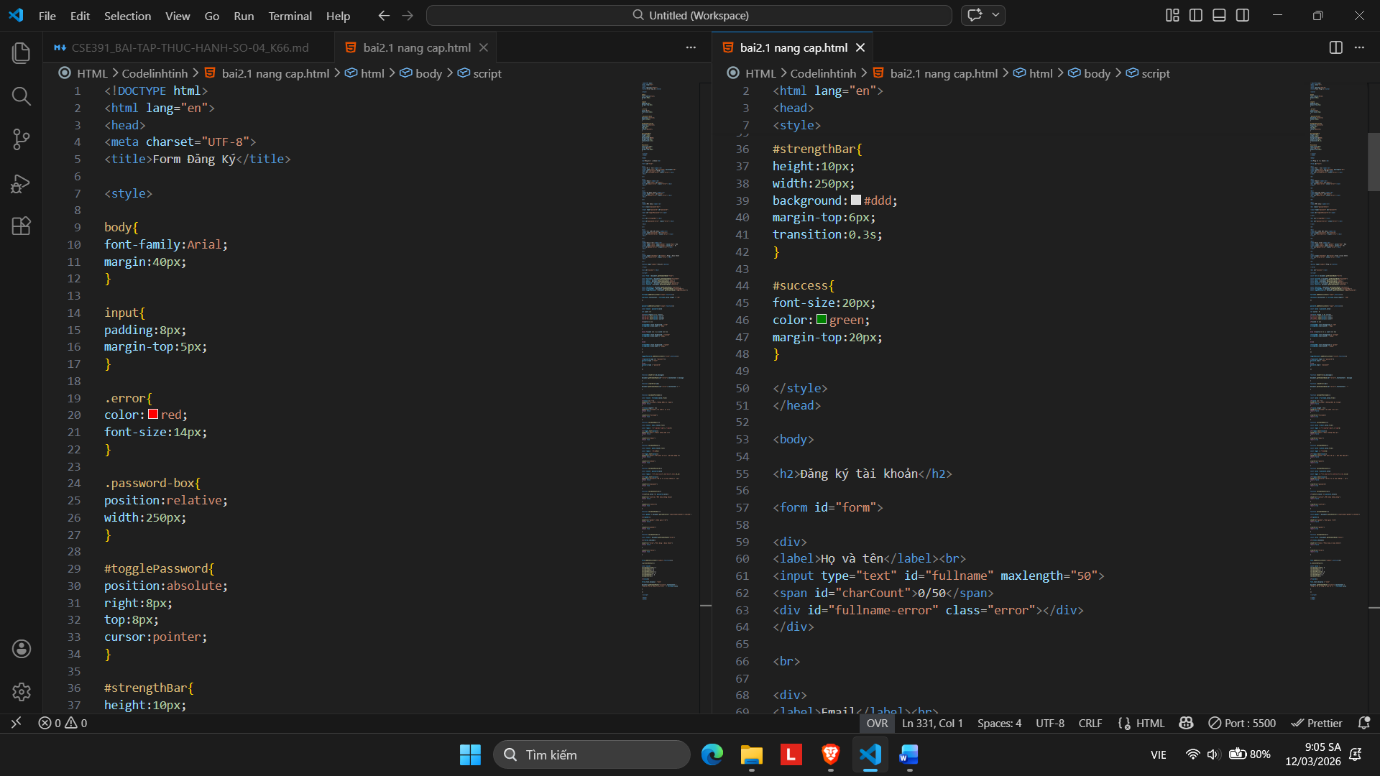 File Edit Selection View Go Run Terminal Help
Untitled (Workspace)
CSE391_BAI-TAP-THUC-HANH-SO-04_K66.md
bai2.1 nang cap.html
HTML > Codelinhtinh > bai2.1 nang cap.html > html > body > script
1 <!DOCTYPE html>
2 <html lang="en">
3 <head>
4 <meta charset="UTF-8">
5 <title>Form Đăng Ký</title>
6
7 <style>
8
9 body{
10 font-family:Arial;
11 margin:40px;
12 }
13
14 input{
15 padding:8px;
16 margin-top:5px;
17 }
18
19 .error{
20 color:red;
21 font-size:14px;
22 }
23
24 .password-box{
25 position:relative;
26 width:250px;
27 }
28
29 #togglePassword{
30 position:absolute;
31 right:8px;
32 top:8px;
33 cursor:pointer;
34 }
35
36 #strengthBar{
37 height:10px;
bai2.1 nang cap.html
HTML > Codelinhtinh > bai2.1 nang cap.html > html > body > script
2 <html lang="en">
3 <head>
7 <style>
36 #strengthBar{
37 height:10px;
38 width:250px;
39 background:#ddd;
40 margin-top:6px;
41 transition:0.3s;
42 }
43
44 #success{
45 font-size:20px;
46 color:green;
47 margin-top:20px;
48 }
49
50 </style>
51 </head>
52
53 <body>
54
55 <h2>Đăng ký tài khoản</h2>
56
57 <form id="form">
58
59 <div>
60 <label>Họ và tên</label><br>
61 <input type="text" id="fullname" maxlength="50">
62 <span id="charCount">0/50</span>
63 <div id="fullname-error" class="error"></div>
64 </div>
65
66 <br>
67
68 <div>
69 <label>Email</label><br>
0 0 OVR Ln 331, Col 1 Spaces: 4 UTF-8 CRLF {} HTML Port : 5500 Prettier
Tìm kiếm
L
W
VIE
80%
9:05 SA
12/03/2026